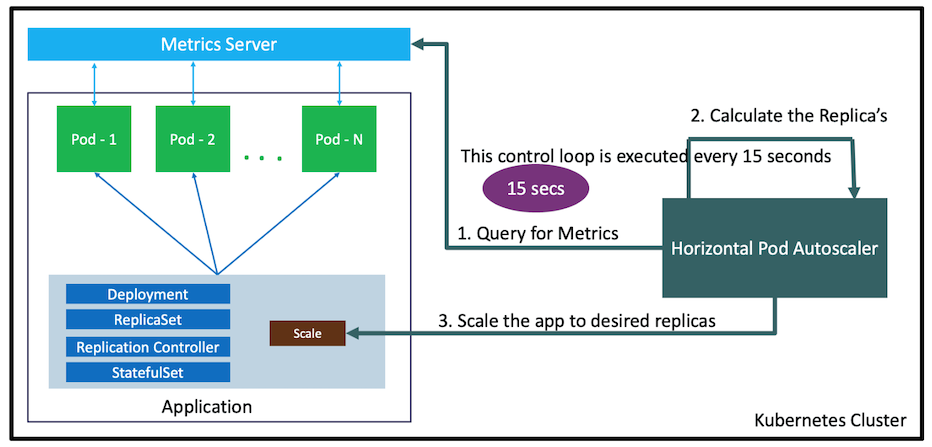 Metrics Server
Pod - 1
Pod - 2
. . .
Pod - N
2. Calculate the Replica's
This control loop is executed every 15 seconds
15 secs
1. Query for Metrics
Horizontal Pod Autoscaler
Deployment
ReplicaSet
Replication Controller
StatefulSet
Scale
3. Scale the app to desired replicas
Application
Kubernetes Cluster